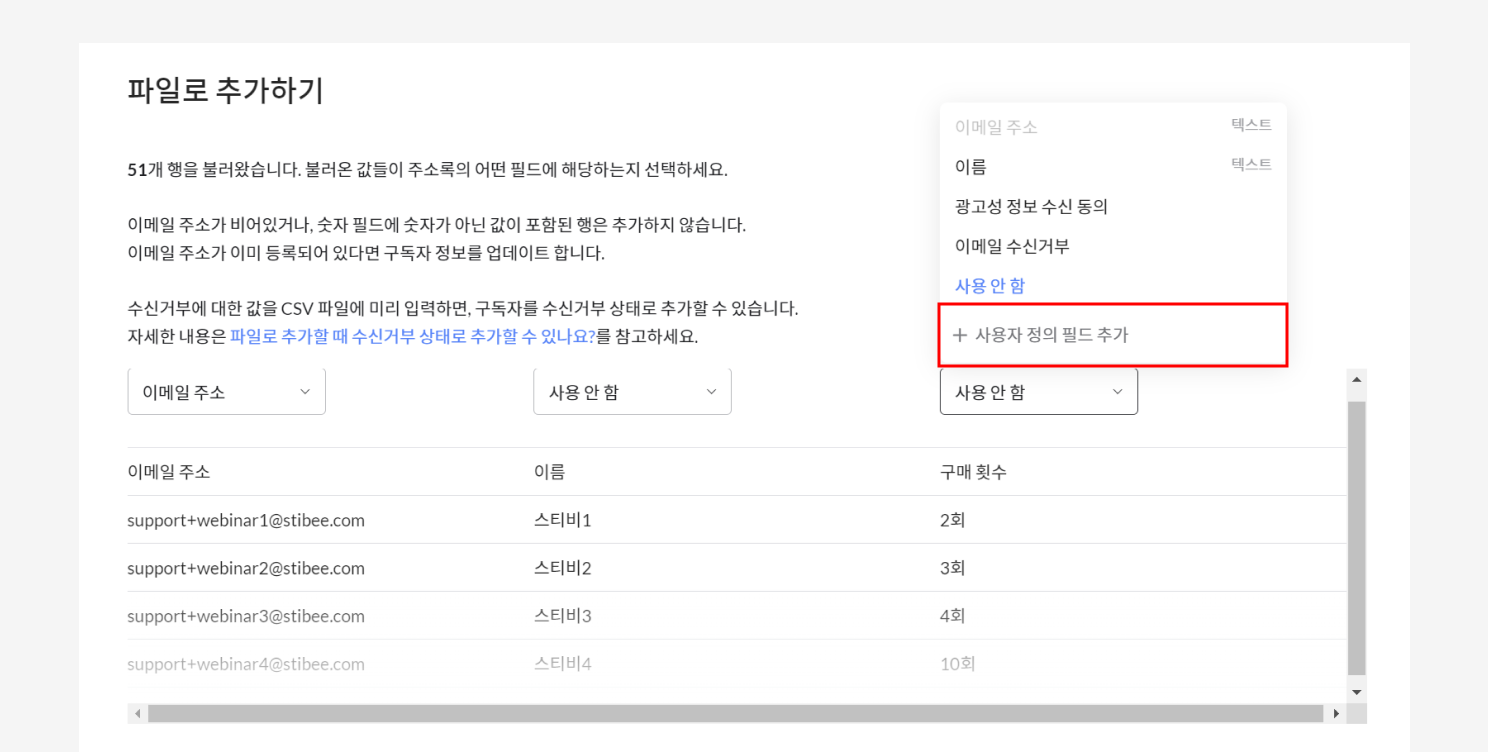 파일로 추가하기
51개 행을 불러왔습니다. 불러온 값들이 주소록의 어떤 필드에 해당하는지 선택하세요.
이메일 주소가 비어있거나, 숫자 필드에 숫자가 아닌 값이 포함된 행은 추가하지 않습니다.
이메일 주소가 이미 등록되어 있다면 구독자 정보를 업데이트 합니다.
수신거부에 대한 값을 CSV 파일에 미리 입력하면, 구독자를 수신거부 상태로 추가할 수 있습니다.
자세한 내용은 파일로 추가할 때 수신거부 상태로 추가할 수 있나요?를 참고하세요.
이메일 주소 텍스트
이름 텍스트
광고성 정보 수신 동의
이메일 수신거부
사용 안 함
+ 사용자 정의 필드 추가
이메일 주소 사용 안 함 사용 안 함
이메일 주소 이름 구매 횟수
support+webinar1@stibee.com 스티비1 2회
support+webinar2@stibee.com 스티비2 3회
support+webinar3@stibee.com 스티비3 4회
support+webinar4@stibee.com 스티비4 10회